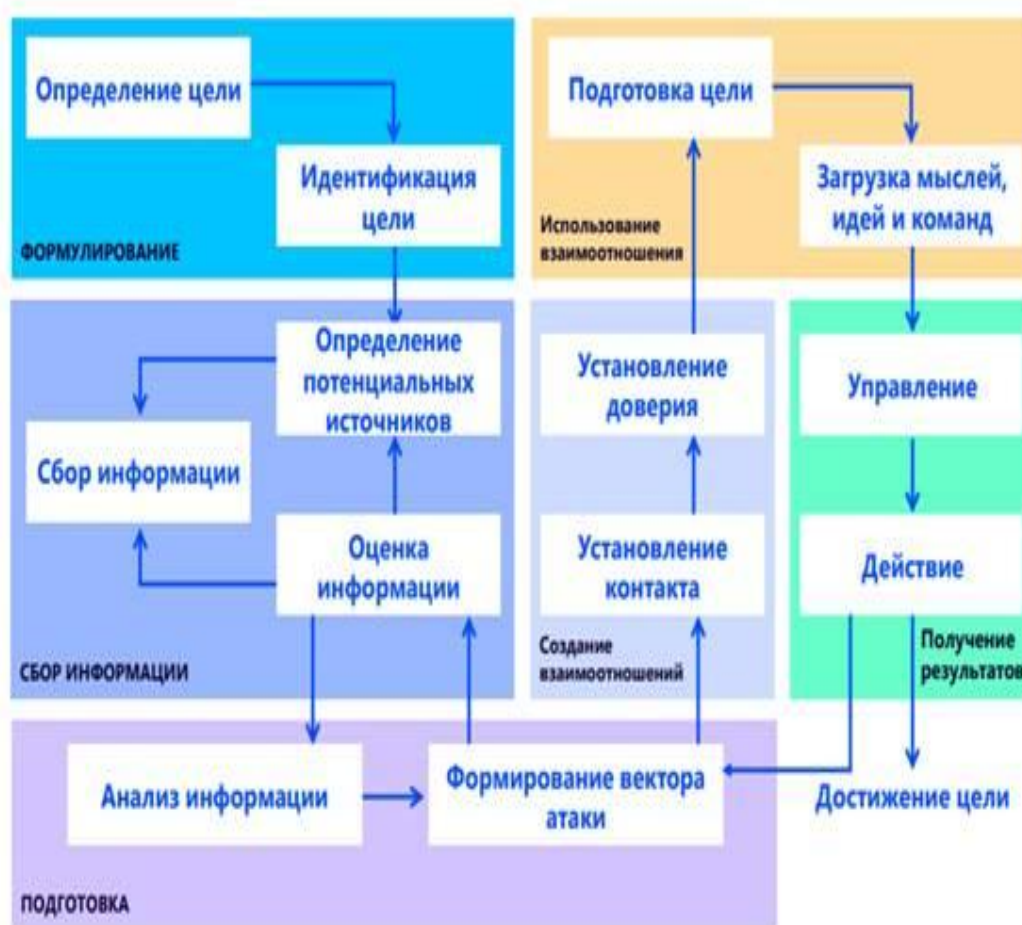 Определение цели
Идентификация
цели
ФОРМУЛИРОВАНИЕ
Определение
потенциальных
источников
Сбор информации
Оценка
информации
СБОР ИНФОРМАЦИИ
Анализ информации
Формирование вектора
атаки
ПОДГОТОВКА
Установление
контакта
Установление
доверия
Создание
взаимоотношений
Подготовка цели
Загрузка мыслей,
идей и команд
Использование
взаимоотношения
Управление
Действие
Получение
результатов
Достижение цели